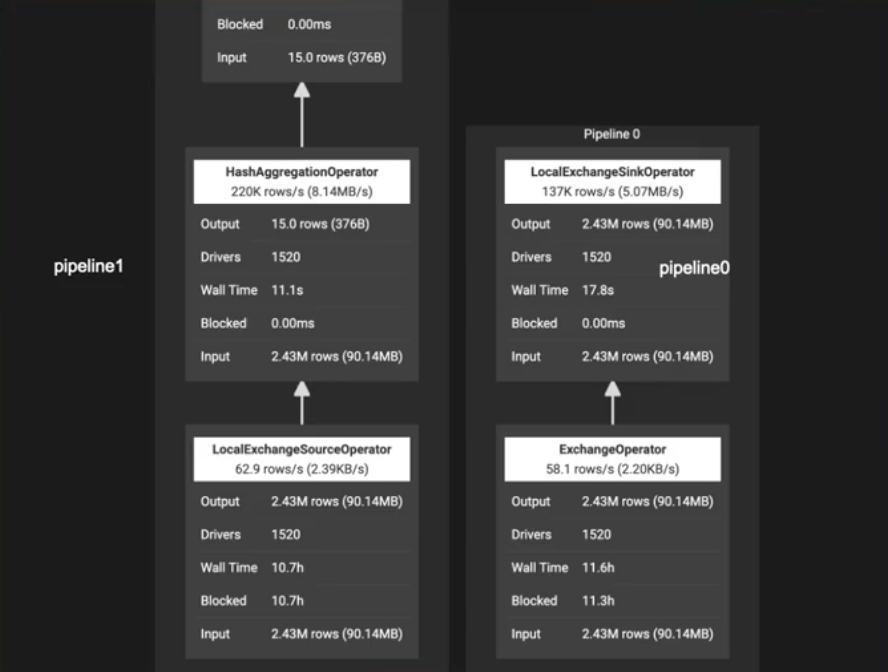 Blocked 0.00ms
Input 15.0 rows (376B)
HashAggregationOperator
220K rows/s (8.14MB/s)
Output 15.0 rows (376B)
Drivers 1520
Wall Time 11.1s
Blocked 0.00ms
Input 2.43M rows (90.14MB)
pipeline1
LocalExchangeSourceOperator
62.9 rows/s (2.39KB/s)
Output 2.43M rows (90.14MB)
Drivers 1520
Wall Time 10.7h
Blocked 10.7h
Input 2.43M rows (90.14MB)
Pipeline 0
LocalExchangeSinkOperator
137K rows/s (5.07MB/s)
Output 2.43M rows (90.14MB)
Drivers 1520
pipeline0
Wall Time 17.8s
Blocked 0.00ms
Input 2.43M rows (90.14MB)
ExchangeOperator
58.1 rows/s (2.20KB/s)
Output 2.43M rows (90.14MB)
Drivers 1520
Wall Time 11.6h
Blocked 11.3h
Input 2.43M rows (90.14MB)